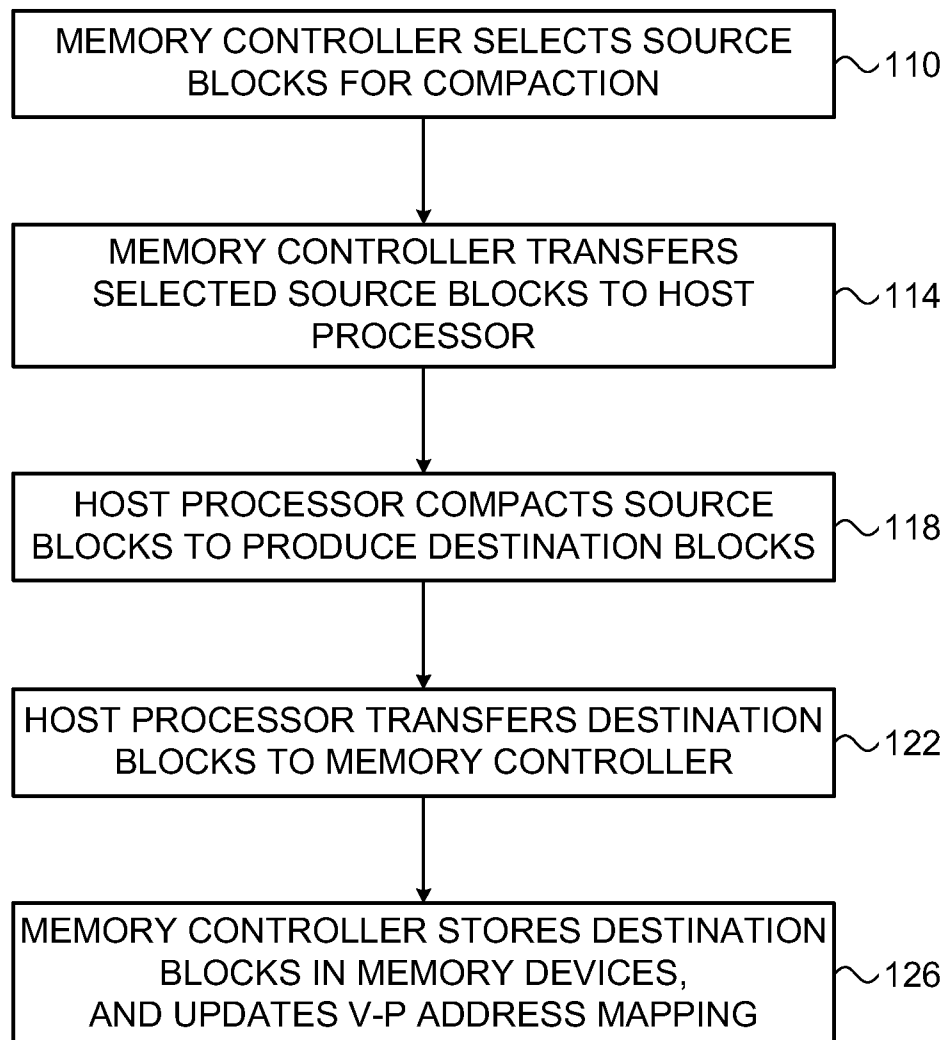 MEMORY CONTROLLER SELECTS SOURCE
BLOCKS FOR COMPACTION
110
MEMORY CONTROLLER TRANSFERS
SELECTED SOURCE BLOCKS TO HOST
PROCESSOR
114
HOST PROCESSOR COMPACTS SOURCE
BLOCKS TO PRODUCE DESTINATION BLOCKS
118
HOST PROCESSOR TRANSFERS DESTINATION
BLOCKS TO MEMORY CONTROLLER
122
MEMORY CONTROLLER STORES DESTINATION
BLOCKS IN MEMORY DEVICES,
AND UPDATES V-P ADDRESS MAPPING
126